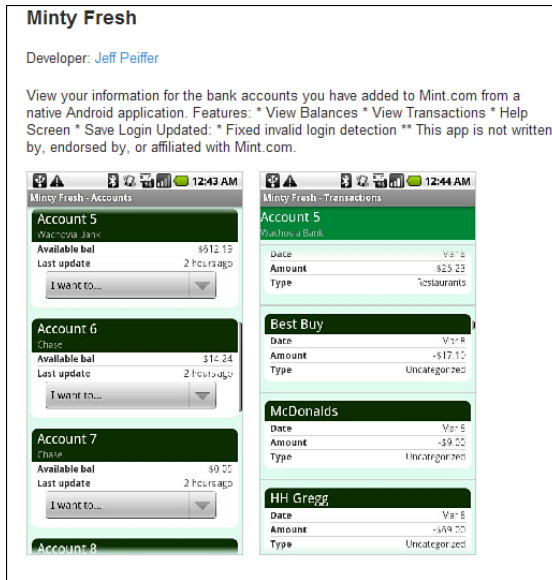 Minty Fresh
Developer: Jeff Peiffer
View your information for the bank accounts you have added to Mint.com from a
native Android application. Features: * View Balances * View Transactions * Help
Screen * Save Login Updated: * Fixed invalid login detection ** This app is not written
by, endorsed by, or affiliated with Mint.com.
12:43 AM
Minty Fresh - Accounts
Account 5
Wachovia Bank
Available bal $612.19
Last update 2 hours ago
I want to...
Account 6
Chase
Available bal $14.24
Last update 2 hours ago
I want to...
Account 7
Chase
Available bal
Last update 2 hours ago
I want to...
Account 8
12:44 AM
Minty Fresh - Transactions
Account 5
Wachovia Bank
Date Mar 8
Amount $25.23
Type Restaurants
Best Buy
Date Mar 8
Amount -$17.10
Type Uncategorized
McDonalds
Date Mar 8
Amount
Type Uncategorized
HH Gregg
Date Mar 8
Amount -$69.00
Type Uncategorized